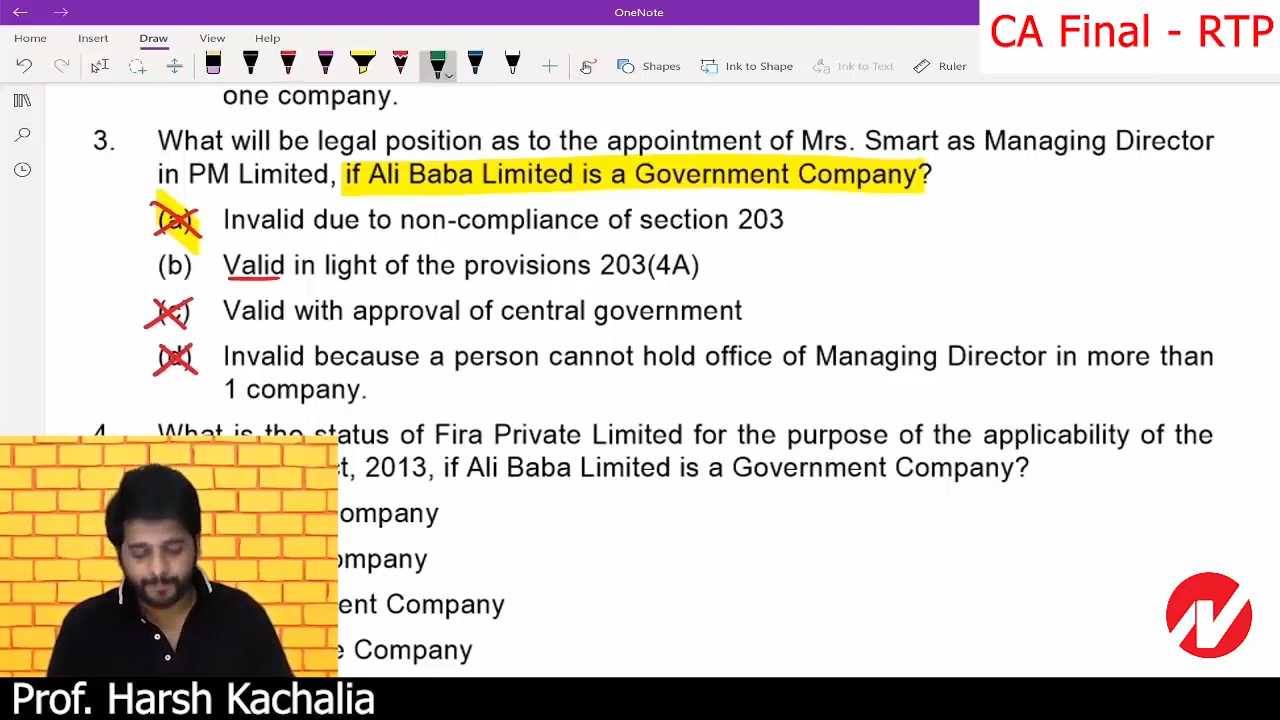 OneNote
CA Final - RTP
Home Insert Draw View Help
Shapes Ink to Shape Ink to Text Ruler
one company.
3. What will be legal position as to the appointment of Mrs. Smart as Managing Director
in PM Limited, if Ali Baba Limited is a Government Company?
(a) Invalid due to non-compliance of section 203
(b) Valid in light of the provisions 203(4A)
(c) Valid with approval of central government
(d) Invalid because a person cannot hold office of Managing Director in more than
1 company.
4. What is the status of Fira Private Limited for the purpose of the applicability of the
2013, if Ali Baba Limited is a Government Company?
Company
Company
Prof. Harsh Kachalia